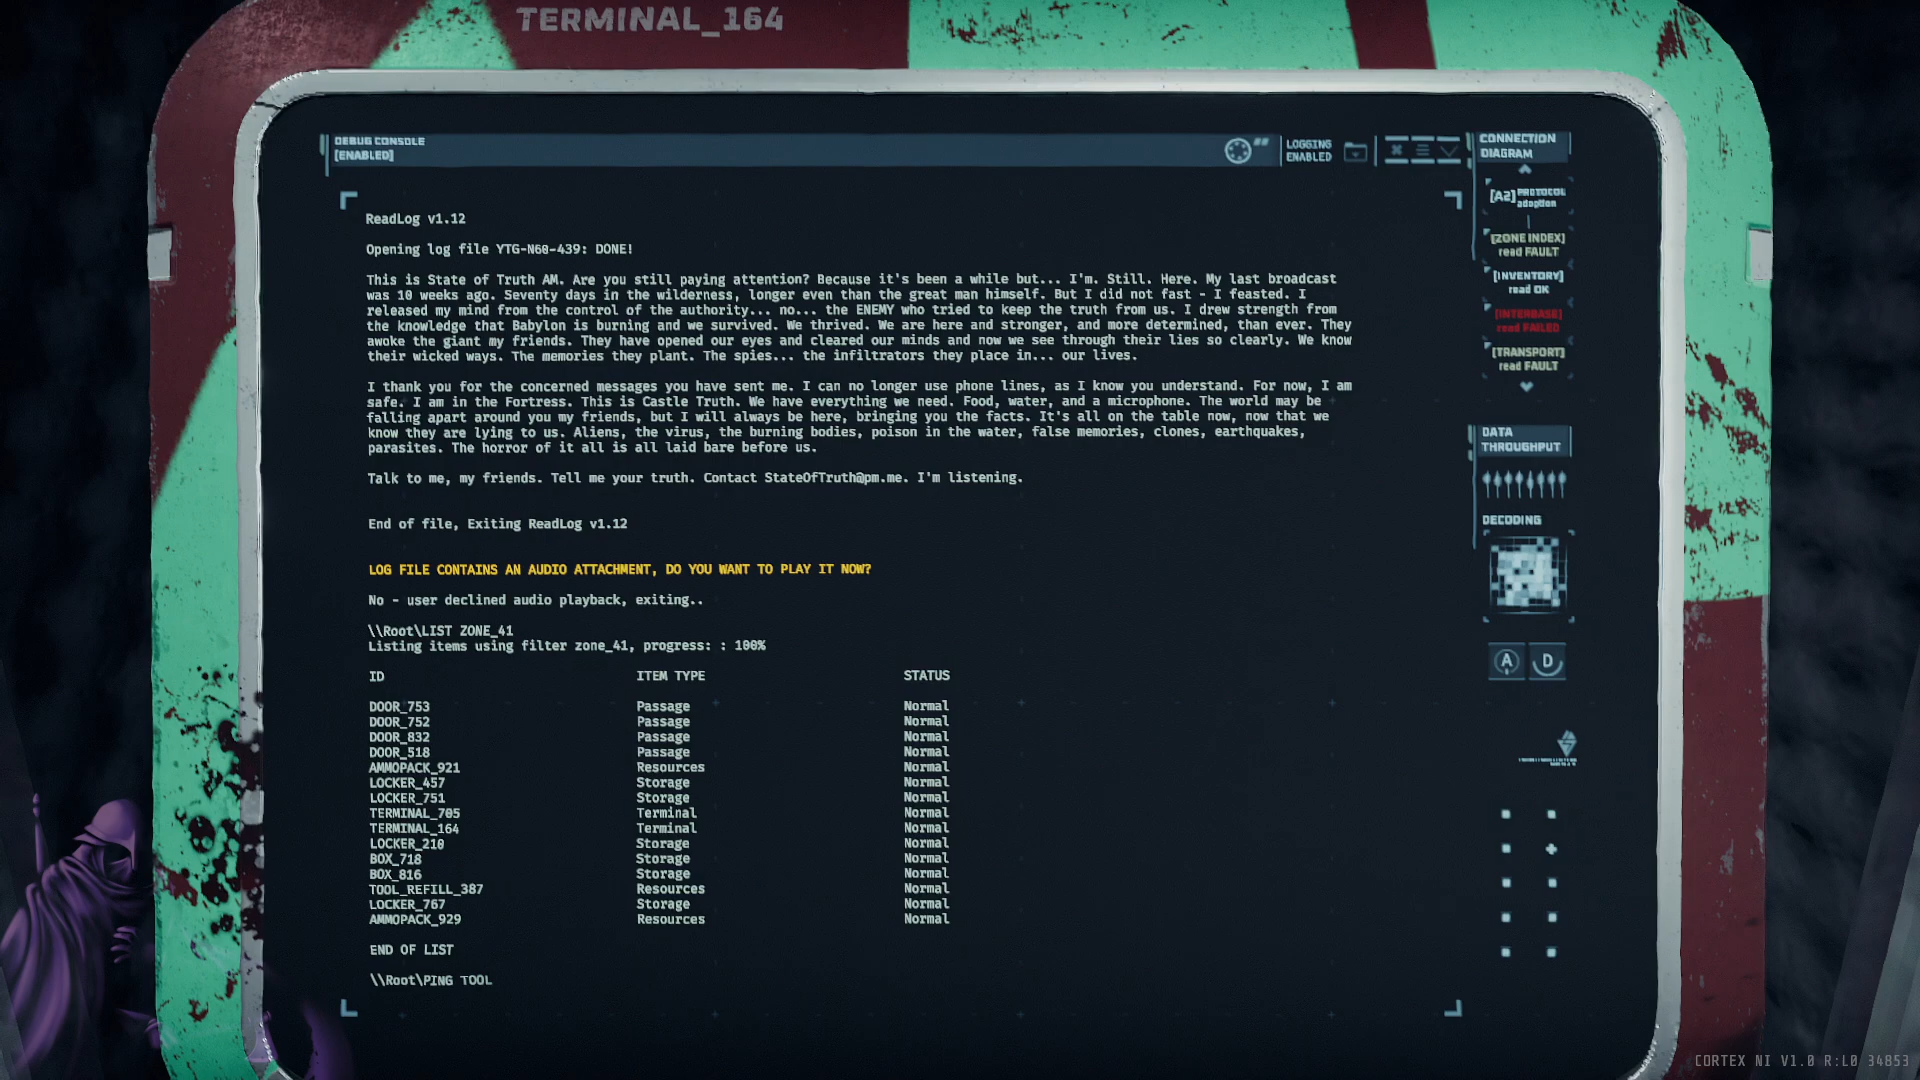 TERMINAL_164
DEBUG CONSOLE
[ENABLED]
LOGGING
ENABLED
CONNECTION
DIAGRAM
ReadLog v1.12
Opening log file YTG-N60-439: DONE!
This is State of Truth AM. Are you still paying attention? Because it's been a while but... I'm. Still. Here. My last broadcast
was 10 weeks ago. Seventy days in the wilderness, longer even than the great man himself. But I did not fast - I feasted. I
released my mind from the control of the authority... no... the ENEMY who tried to keep the truth from us. I drew strength from
the knowledge that Babylon is burning and we survived. We thrived. We are here and stronger, and more determined, than ever. They
awoke the giant my friends. They have opened our eyes and cleared our minds and now we see through their lies so clearly. We know
their wicked ways. The memories they plant. The spies... the infiltrators they place in... our lives.
I thank you for the concerned messages you have sent me. I can no longer use phone lines, as I know you understand. For now, I am
safe. I am in the Fortress. This is Castle Truth. We have everything we need. Food, water, and a microphone. The world may be
falling apart around you my friends, but I will always be here, bringing you the facts. It's all on the table now, now that we
know they are lying to us. Aliens, the virus, the burning bodies, poison in the water, false memories, clones, earthquakes,
parasites. The horror of it all is all laid bare before us.
Talk to me, my friends. Tell me your truth. Contact StateOfTruth@pm.me. I'm listening.
End of file, Exiting ReadLog v1.12
LOG FILE CONTAINS AN AUDIO ATTACHMENT, DO YOU WANT TO PLAY IT NOW?
No - user declined audio playback, exiting..
\\Root\LIST ZONE_41
Listing items using filter zone_41, progress: : 100%
ID ITEM TYPE STATUS
DOOR_753 Passage Normal
DOOR_752 Passage Normal
DOOR_832 Passage Normal
DOOR_518 Passage Normal
AMMOPACK_921 Resources Normal
LOCKER_457 Storage Normal
LOCKER_751 Storage Normal
TERMINAL_705 Terminal Normal
TERMINAL_164 Terminal Normal
LOCKER_210 Storage Normal
BOX_718 Storage Normal
BOX_816 Storage Normal
TOOL_REFILL_387 Resources Normal
LOCKER_767 Storage Normal
AMMOPACK_929 Resources Normal
END OF LIST
\\Root\PING TOOL
[A2] PROTOCOL
adoption
[ZONE INDEX]
read FAULT
[INVENTORY]
read OK
[INTERBASE]
read FAILED
[TRANSPORT]
read FAULT
DATA
THROUGHPUT
DECODING
A D
CORTEX NI V1.0 R:L0 34853